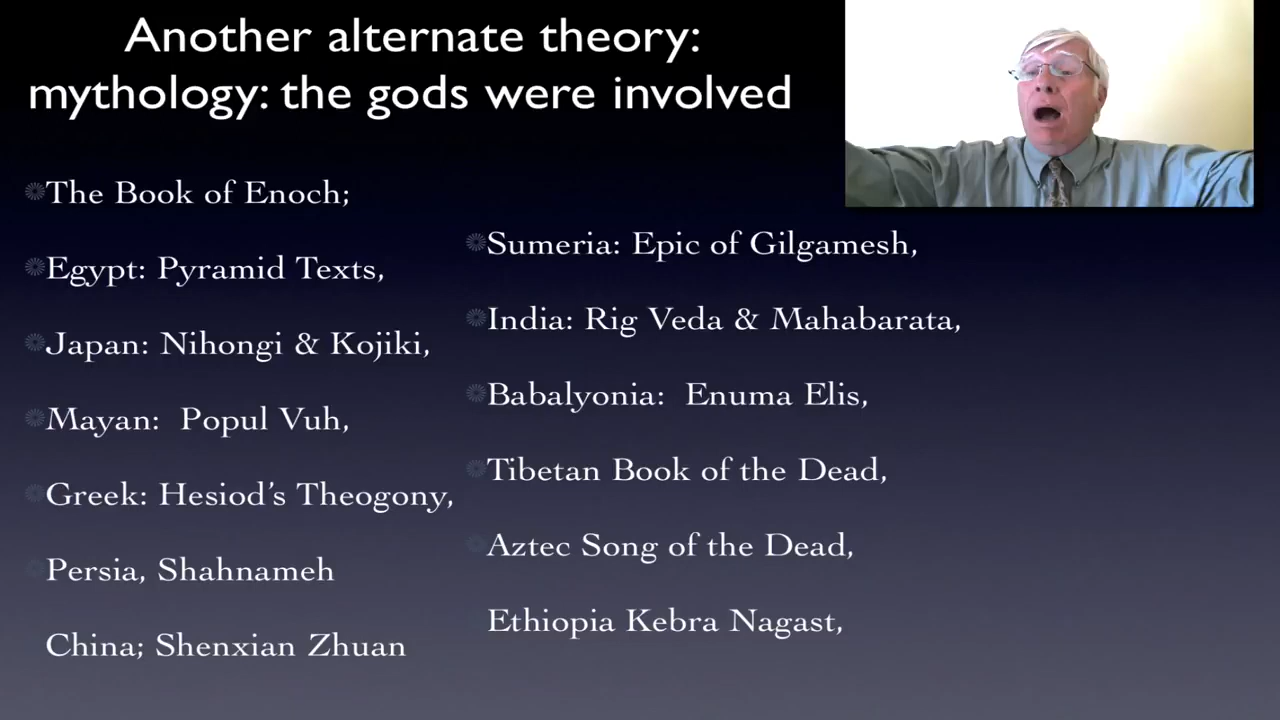 Another alternate theory:
mythology: the gods were involved
The Book of Enoch;
Egypt: Pyramid Texts,
Japan: Nihongi & Kojiki,
Mayan:  Popul Vuh,
Greek: Hesiod's Theogony,
Persia, Shahnameh
China; Shenxian Zhuan
Sumeria: Epic of Gilgamesh,
India: Rig Veda & Mahabarata,
Babalyonia:  Enuma Elis,
Tibetan Book of the Dead,
Aztec Song of the Dead,
Ethiopia Kebra Nagast,